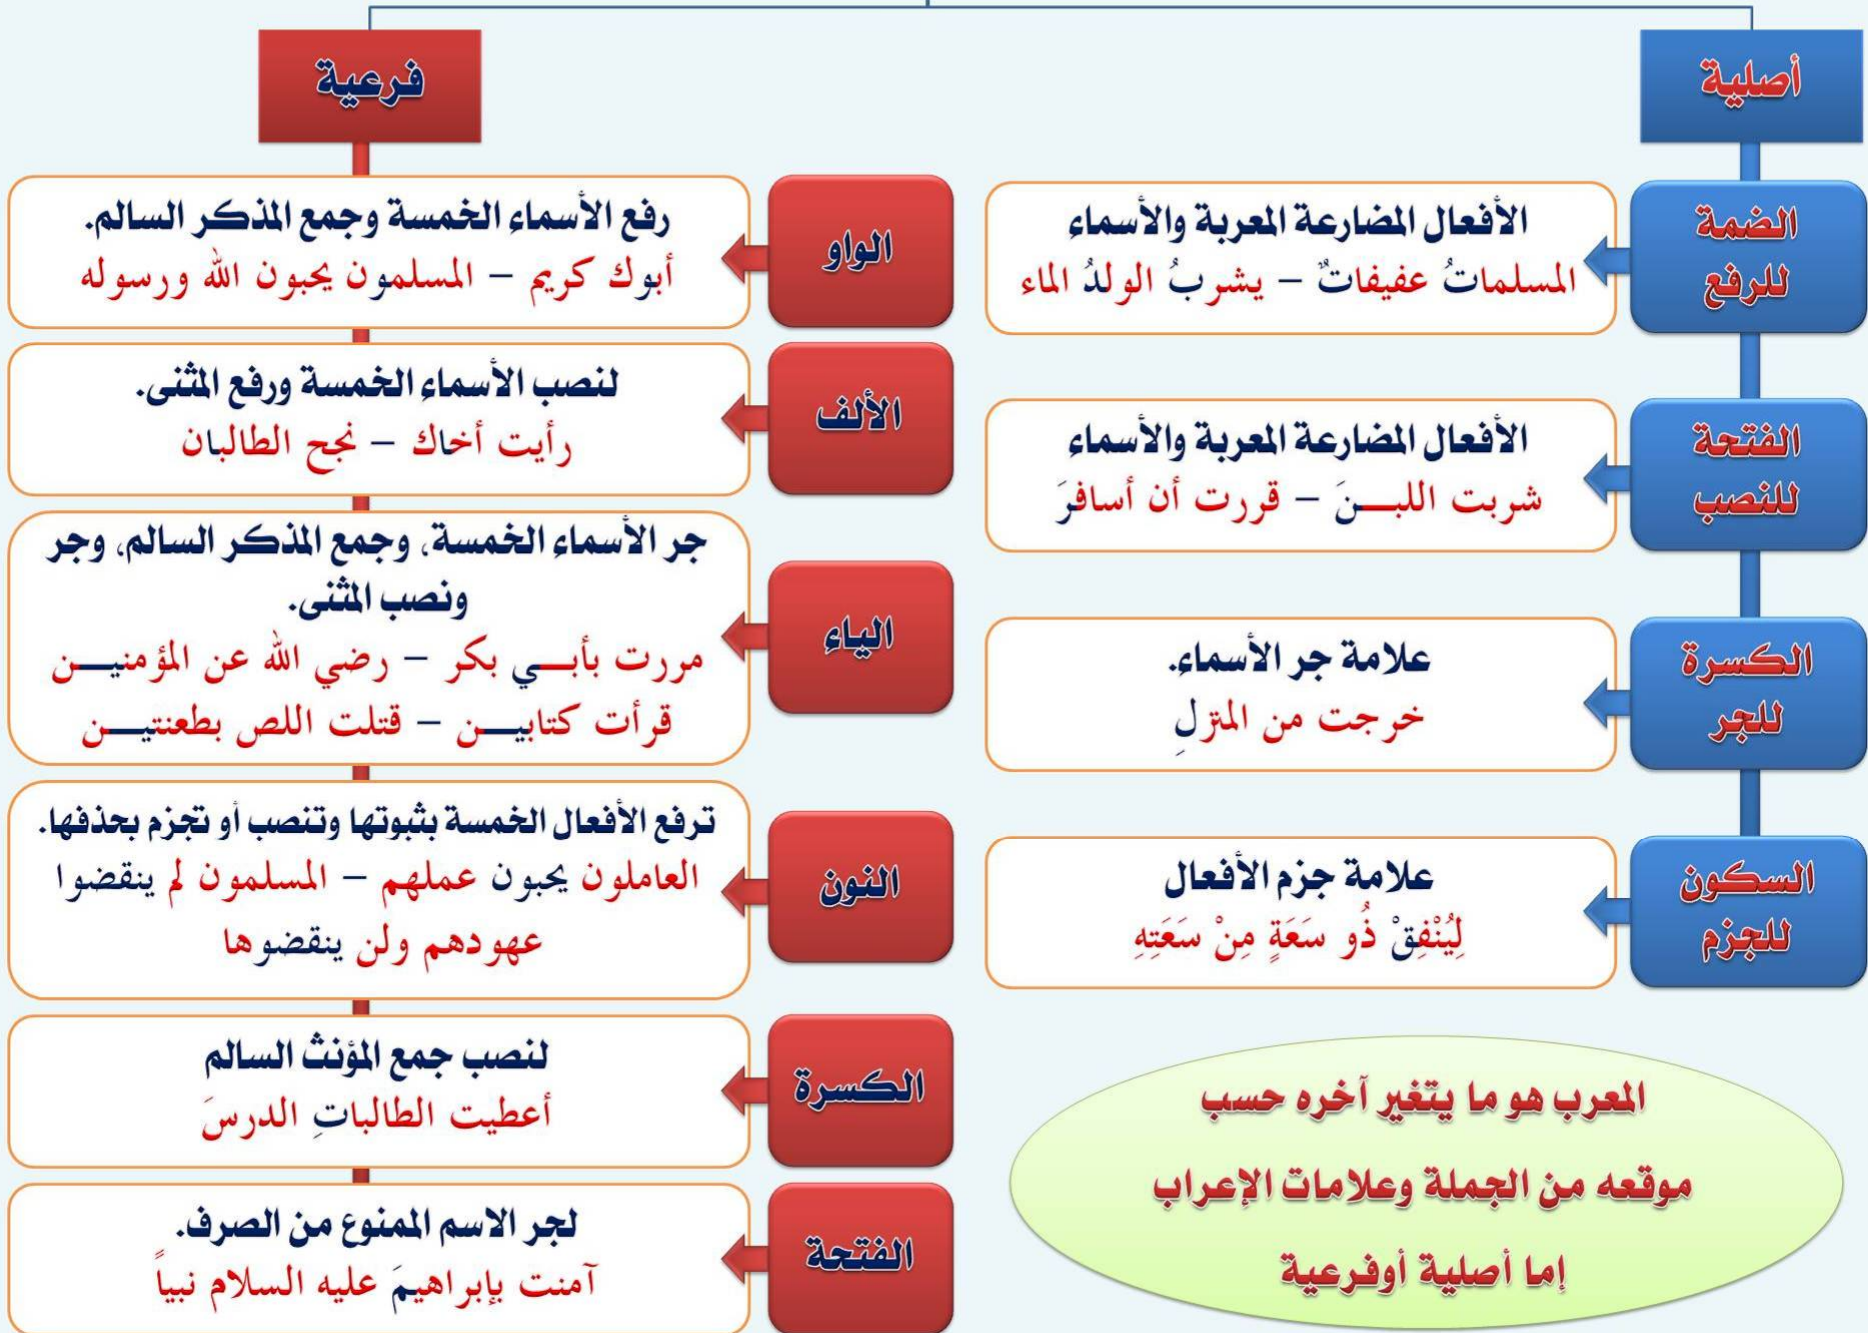 أصلية
الضمة
للرفع
الأفعال المضارعة المعربة والأسماء
المسلماتُ عفيفاتٌ – يشربُ الولدُ الماء
الفتحة
للنصب
الأفعال المضارعة المعربة والأسماء
شربت اللبـــنَ – قررت أن أسافرَ
الكسرة
للجر
علامة جر الأسماء.
خرجت من المنزلِ
السكون
للجزم
علامة جزم الأفعال
لِيُنْفِقْ ذُو سَعَةٍ مِنْ سَعَتِهِ
فرعية
الواو
رفع الأسماء الخمسة وجمع المذكر السالم.
أبوك كريم – المسلمون يحبون الله ورسوله
الألف
لنصب الأسماء الخمسة ورفع المثنى.
رأيت أخاك – نجح الطالبان
الياء
جر الأسماء الخمسة، وجمع المذكر السالم، وجر
ونصب المثنى.
مررت بأبـــي بكر – رضي الله عن المؤمنيـــن
قرأت كتابيـــن – قتلت اللص بطعنتيـــن
النون
ترفع الأفعال الخمسة بثبوتها وتنصب أو تجزم بحذفها.
العاملون يحبون عملهم – المسلمون لم ينقضوا
عهودهم ولن ينقضوها
الكسرة
لنصب جمع المؤنث السالم
أعطيت الطالباتِ الدرسَ
الفتحة
لجر الاسم الممنوع من الصرف.
آمنت بإبراهيمَ عليه السلام نبياً
المعرب هو ما يتغير آخره حسب
موقعه من الجملة وعلامات الإعراب
إما أصلية أوفرعية